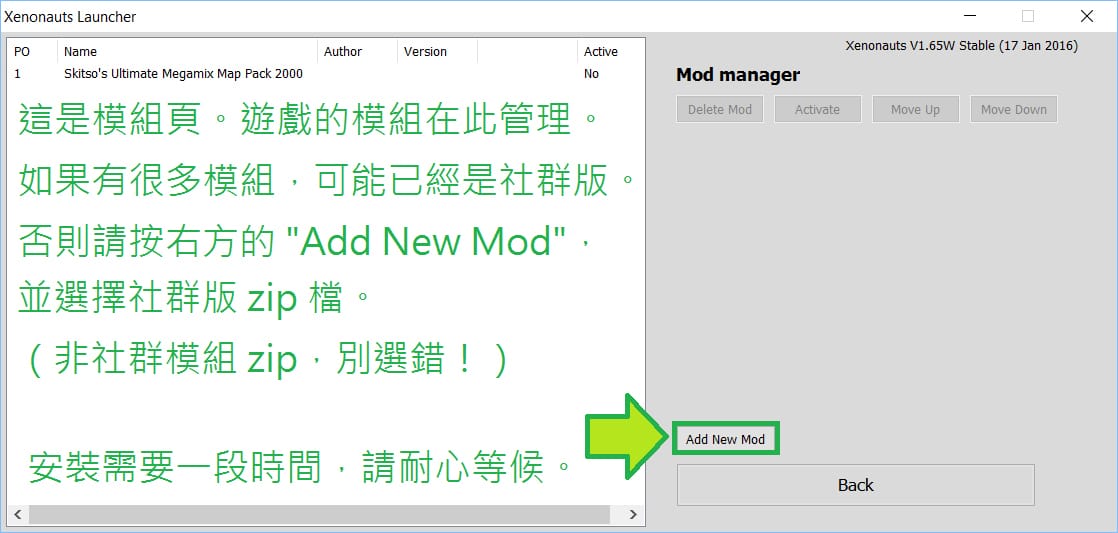 Xenonauts Launcher
PO Name Author Version Active
1 Skitso's Ultimate Megamix Map Pack 2000 No
這是模組頁。遊戲的模組在此管理。
如果有很多模組，可能已經是社群版。
否則請按右方的 "Add New Mod"，
並選擇社群版 zip 檔。
（非社群模組 zip，別選錯！）
安裝需要一段時間，請耐心等候。
Xenonauts V1.65W Stable (17 Jan 2016)
Mod manager
Delete Mod Activate Move Up Move Down
Add New Mod
Back